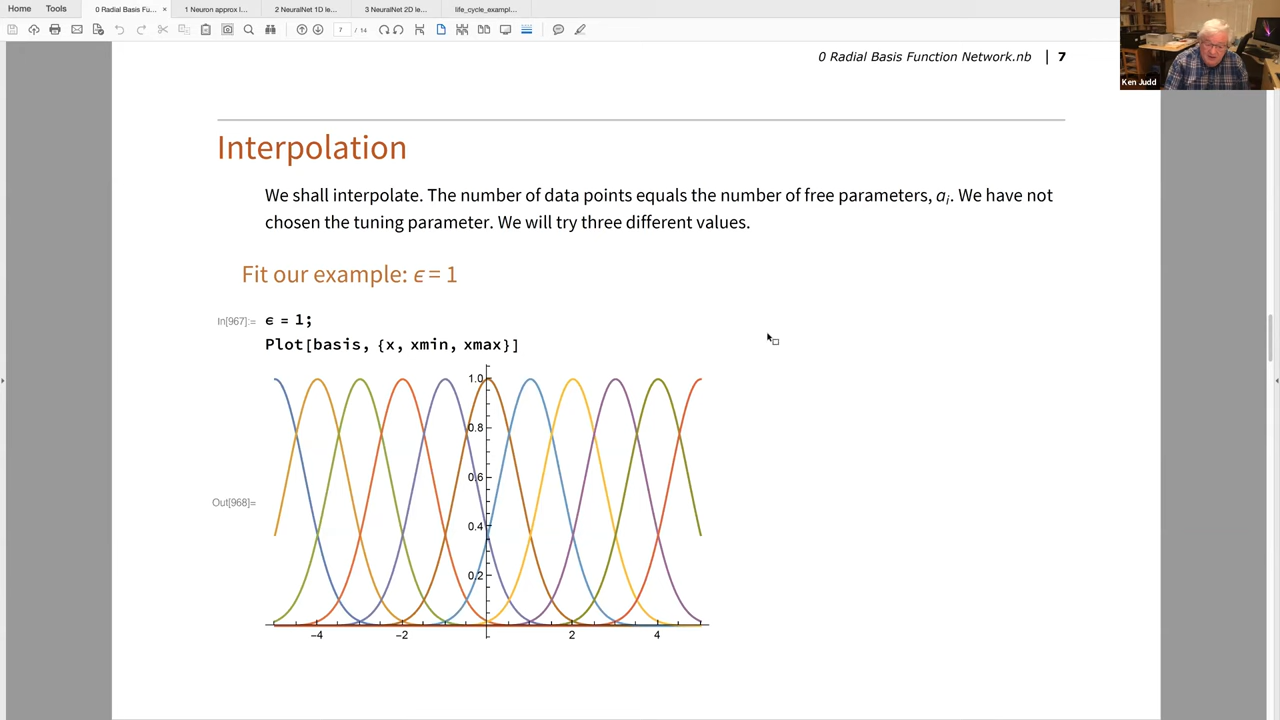 Home Tools 0 Radial Basis Fu... × 1 Neuron approx l... 2 NeuralNet 1D le... 3 NeuralNet 2D le... life_cycle_exampl...
7 / 14
Ken Judd
0 Radial Basis Function Network.nb | 7
Interpolation
We shall interpolate. The number of data points equals the number of free parameters, aᵢ. We have not
chosen the tuning parameter. We will try three different values.
Fit our example: ϵ = 1
In[967]:= ϵ = 1;
Plot[basis, {x, xmin, xmax}]
1.0
0.8
0.6
Out[968]=
0.4
0.2
-4 -2 2 4